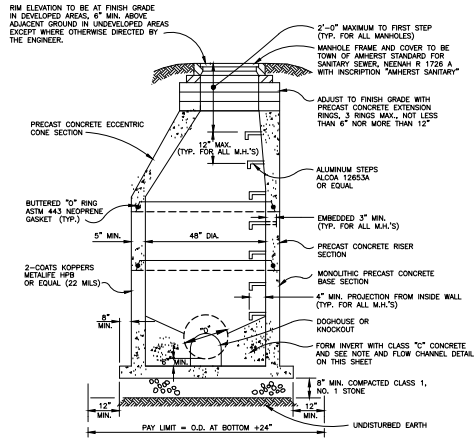 RIM ELEVATION TO BE AT FINISH GRADE
IN DEVELOPED AREAS, 6" MIN. ABOVE
ADJACENT GROUND IN UNDEVELOPED AREAS
EXCEPT WHERE OTHERWISE DIRECTED BY
THE ENGINEER.
2'-0" MAXIMUM TO FIRST STEP
(TYP. FOR ALL MANHOLES)
MANHOLE FRAME AND COVER TO BE
TOWN OF AMHERST STANDARD FOR
SANITARY SEWER, NEENAH R 1726 A
WITH INSCRIPTION "AMHERST SANITARY"
ADJUST TO FINISH GRADE WITH
PRECAST CONCRETE EXTENSION
RINGS, 3 RINGS MAX., NOT LESS
THAN 6" NOR MORE THAN 12"
PRECAST CONCRETE ECCENTRIC
CONE SECTION
12" MAX.
(TYP. FOR ALL M.H.'S)
ALUMINUM STEPS
ALCOA 12653A
OR EQUAL
BUTTERED "O" RING
ASTM 443 NEOPRENE
GASKET (TYP.)
EMBEDDED 3" MIN.
(TYP. FOR ALL M.H.'S)
5" MIN.
48" DIA.
PRECAST CONCRETE RISER
SECTION
2-COATS KOPPERS
METALIFE HPB
OR EQUAL (22 MILS)
MONOLITHIC PRECAST CONCRETE
BASE SECTION
4" MIN. PROJECTION FROM INSIDE WALL
(TYP. FOR ALL M.H.'S)
8"
MIN.
"D"
DOGHOUSE OR
KNOCKOUT
FORM INVERT WITH CLASS "C" CONCRETE
AND SEE NOTE AND FLOW CHANNEL DETAIL
ON THIS SHEET
8" MIN. COMPACTED CLASS 1,
NO. 1 STONE
12"
MIN.
12"
MIN.
UNDISTURBED EARTH
PAY LIMIT = O.D. AT BOTTOM +24"